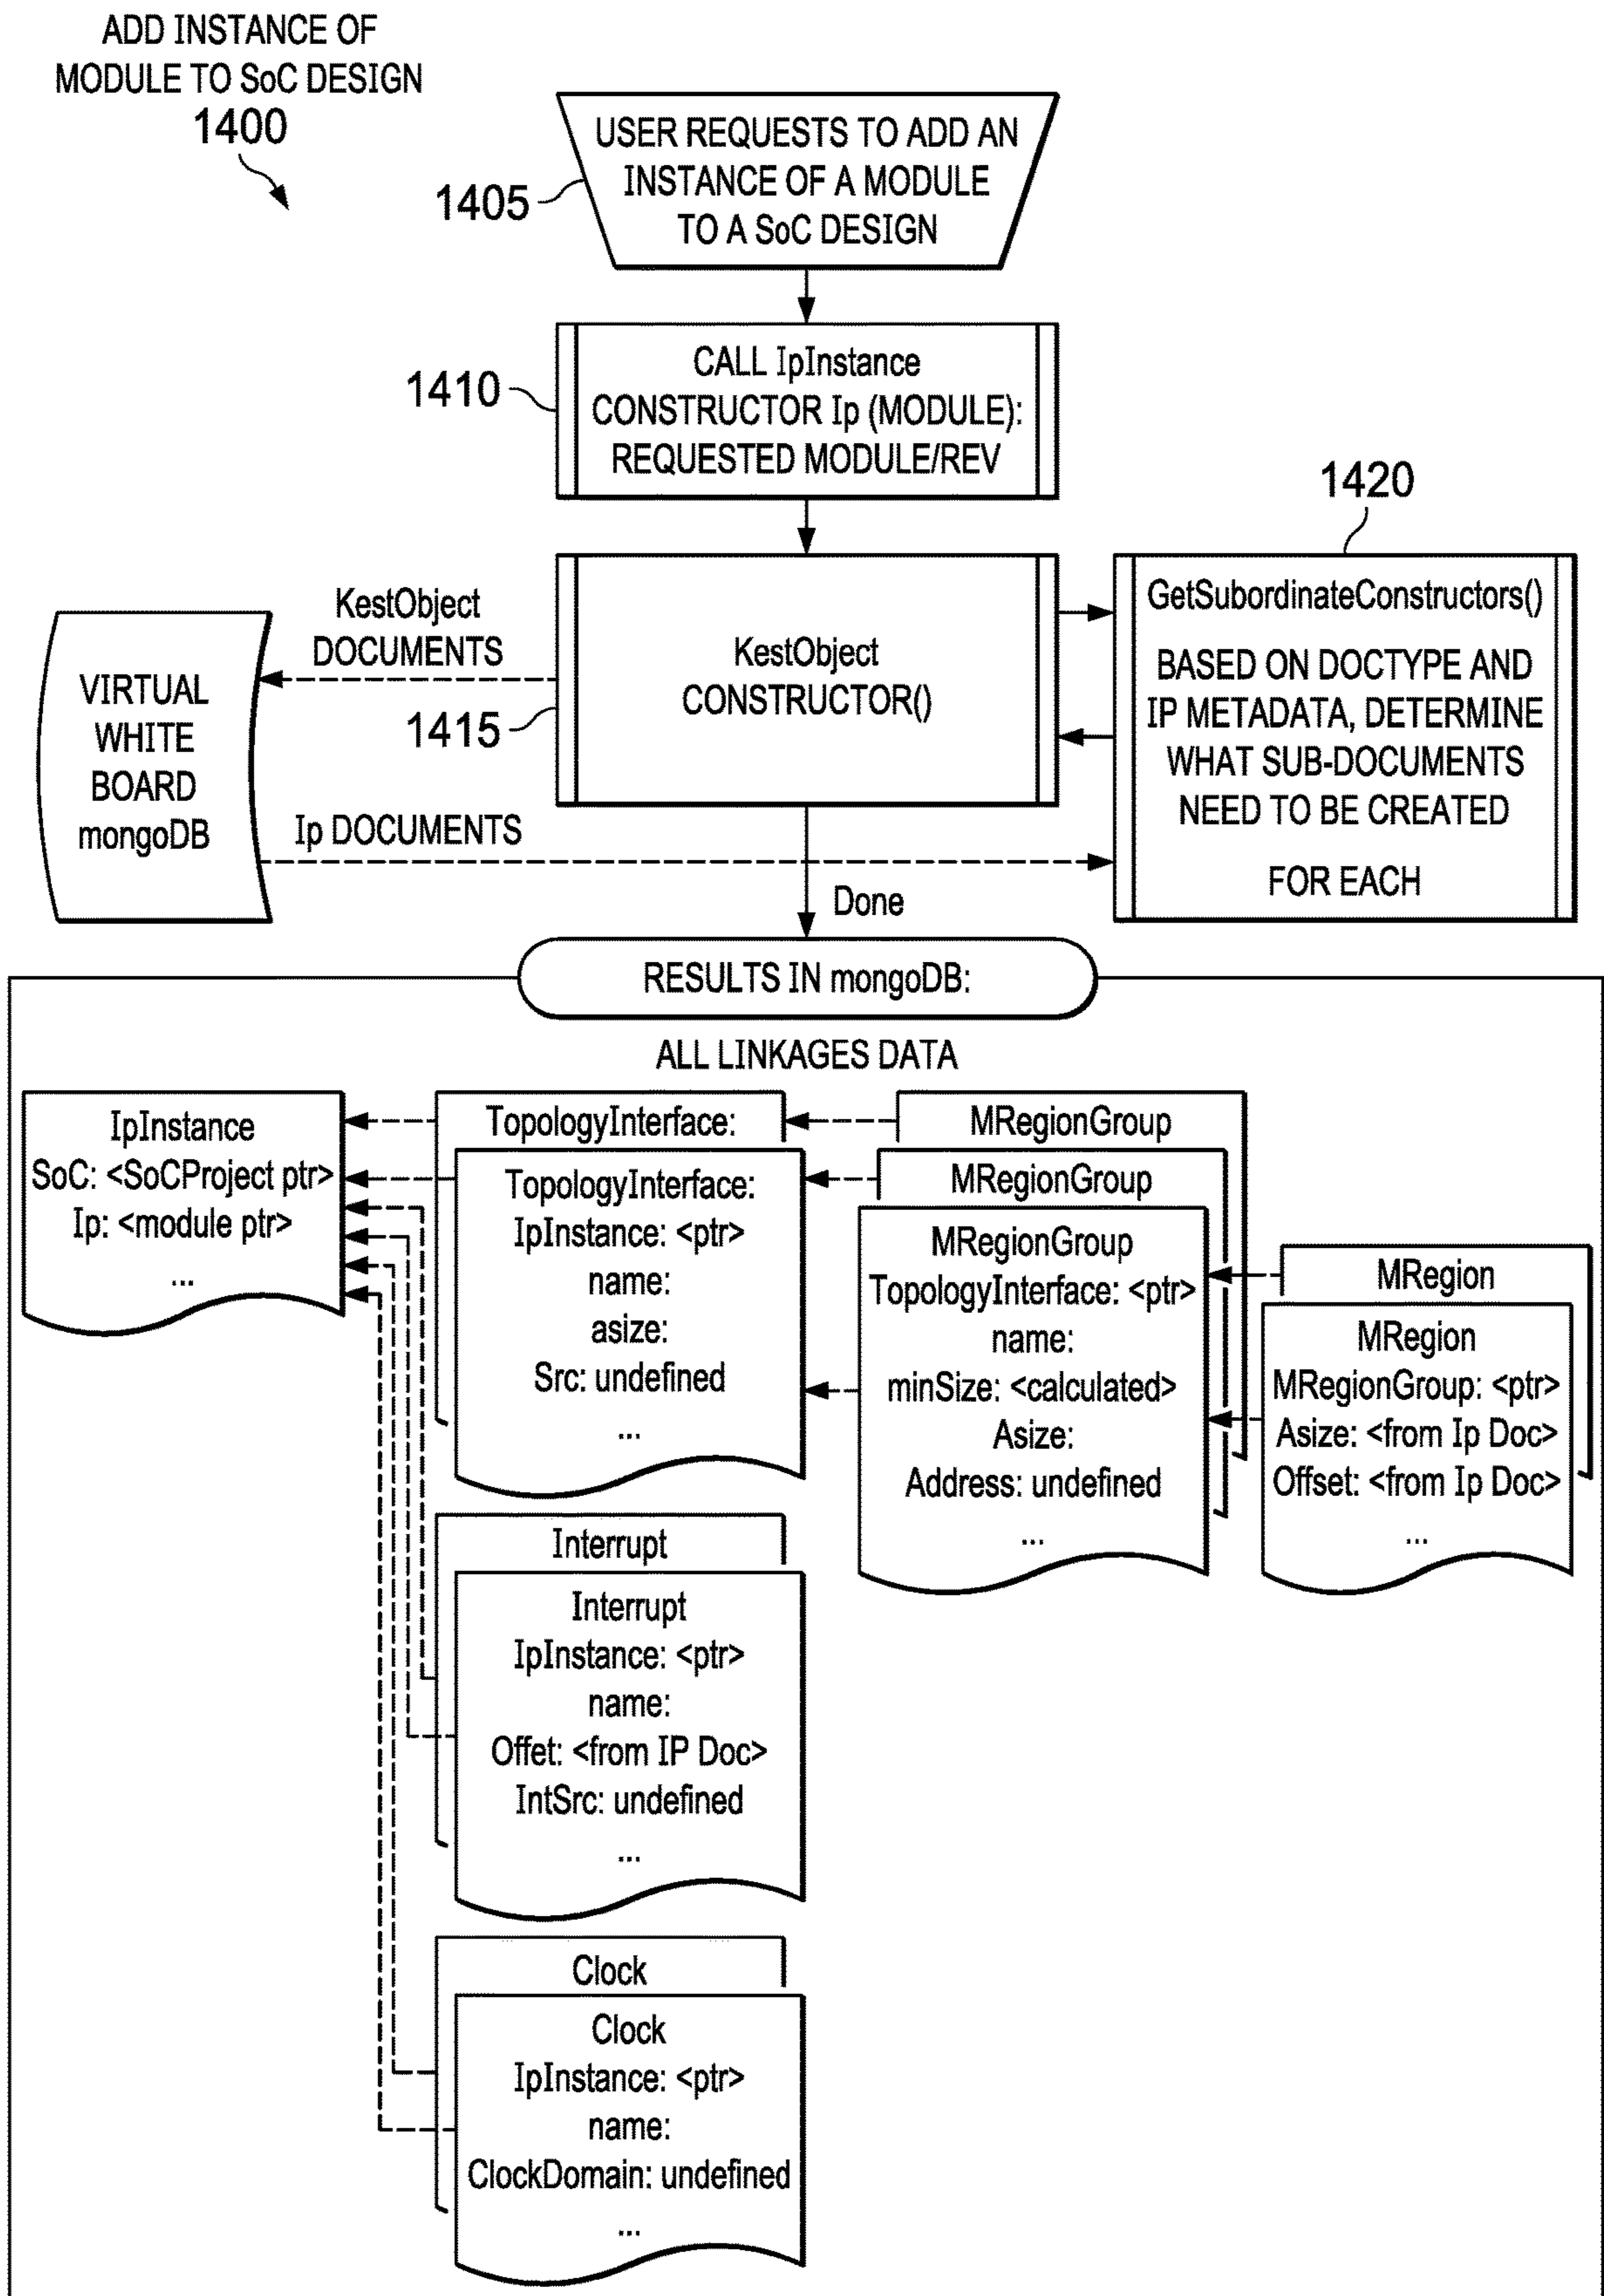 ADD INSTANCE OF
MODULE TO SoC DESIGN
1400
USER REQUESTS TO ADD AN
INSTANCE OF A MODULE
TO A SoC DESIGN
1405
CALL IpInstance
CONSTRUCTOR Ip (MODULE):
REQUESTED MODULE/REV
1410
1420
KestObject
CONSTRUCTOR()
1415
GetSubordinateConstructors()
BASED ON DOCTYPE AND
IP METADATA, DETERMINE
WHAT SUB-DOCUMENTS
NEED TO BE CREATED
FOR EACH
KestObject
DOCUMENTS
VIRTUAL
WHITE
BOARD
mongoDB
Ip DOCUMENTS
Done
RESULTS IN mongoDB:
ALL LINKAGES DATA
IpInstance
SoC: <SoCProject ptr>
Ip: <module ptr>
...
TopologyInterface:
TopologyInterface:
IpInstance: <ptr>
name:
asize:
Src: undefined
...
MRegionGroup
MRegionGroup
MRegionGroup
TopologyInterface: <ptr>
name:
minSize: <calculated>
Asize:
Address: undefined
...
MRegion
MRegion
MRegionGroup: <ptr>
Asize: <from Ip Doc>
Offset: <from Ip Doc>
...
Interrupt
Interrupt
IpInstance: <ptr>
name:
Offet: <from IP Doc>
IntSrc: undefined
...
Clock
Clock
IpInstance: <ptr>
name:
ClockDomain: undefined
...